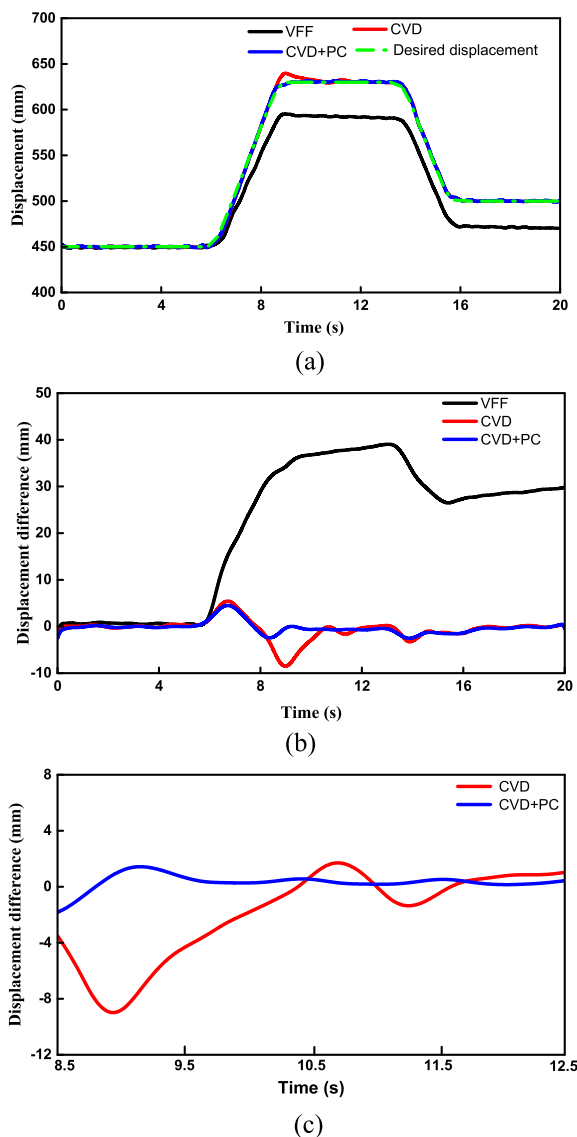 700
650
600
550
500
450
400
Displacement (mm)
VFF
CVD
CVD+PC
Desired displacement
0
4
8
12
16
20
Time (s)
(a)
50
40
30
20
10
0
-10
Displacement difference (mm)
VFF
CVD
CVD+PC
0
4
8
12
16
20
Time (s)
(b)
8
4
0
-4
-8
-12
Displacement difference (mm)
CVD
CVD+PC
8.5
9.5
10.5
11.5
12.5
Time (s)
(c)